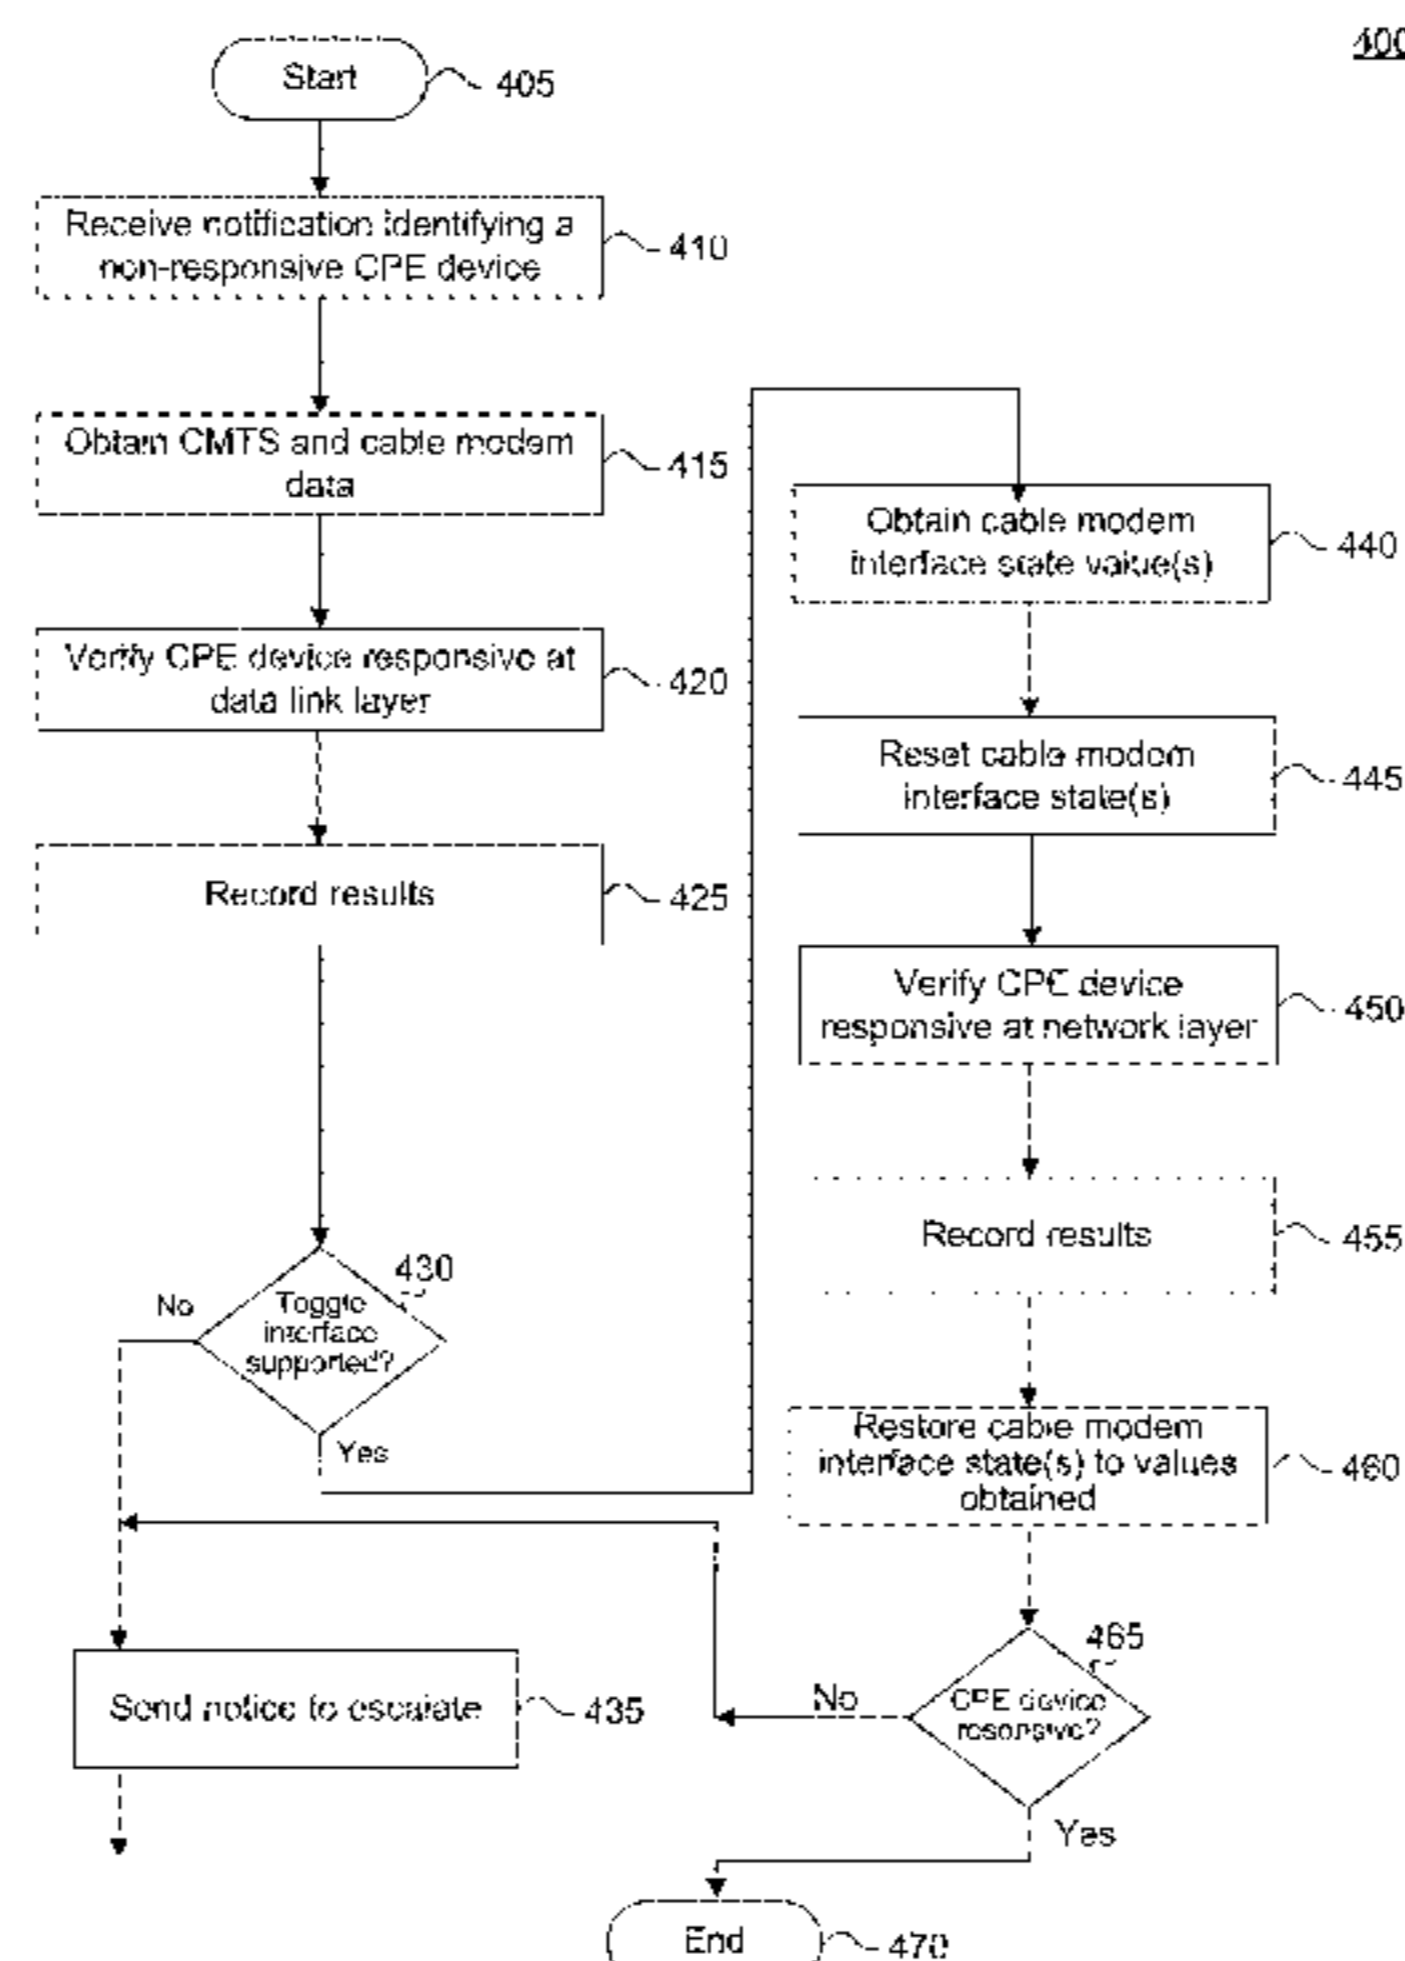 400
Start
405
Receive notification identifying a
non-responsive CPE device
410
Obtain CMTS and cable modem
data
415
Verify CPE device responsive at
data link layer
420
Record results
425
430
Toggle
interface
supported?
No
Yes
Send notice to escalate
435
Obtain cable modem
interface state value(s)
440
Reset cable modem
interface state(s)
445
Verify CPE device
responsive at network layer
450
Record results
455
Restore cable modem
interface state(s) to values
obtained
460
465
CPE device
resonsive?
No
Yes
End
470